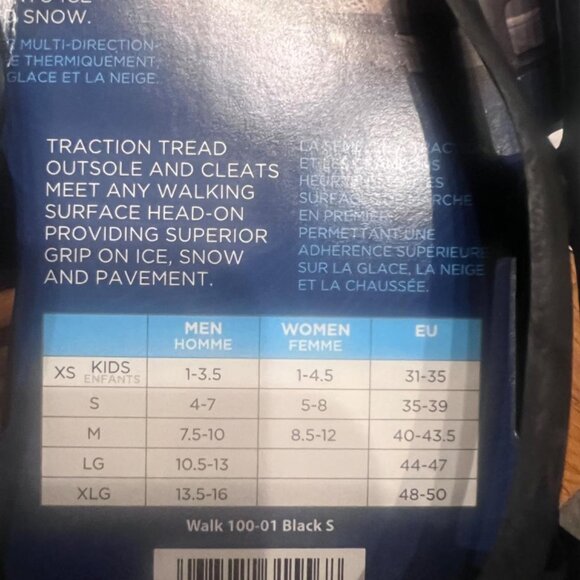 SNOW.
MULTI-DIRECTION-
THERMIQUEMENT,
GLACE ET LA NEIGE.
TRACTION TREAD
OUTSOLE AND CLEATS
MEET ANY WALKING
SURFACE HEAD-ON
PROVIDING SUPERIOR
GRIP ON ICE, SNOW
AND PAVEMENT.
LA
ET LES
EN PREMIER,
PERMETTANT UNE
ADHÉRENCE SUPÉRIEURE
SUR LA GLACE, LA NEIGE
ET LA CHAUSSÉE.
MEN WOMEN EU
HOMME FEMME
XS KIDS 1-3.5 1-4.5 31-35
ENFANTS
S 4-7 5-8 35-39
M 7.5-10 8.5-12 40-43.5
LG 10.5-13 44-47
XLG 13.5-16 48-50
Walk 100-01 Black S